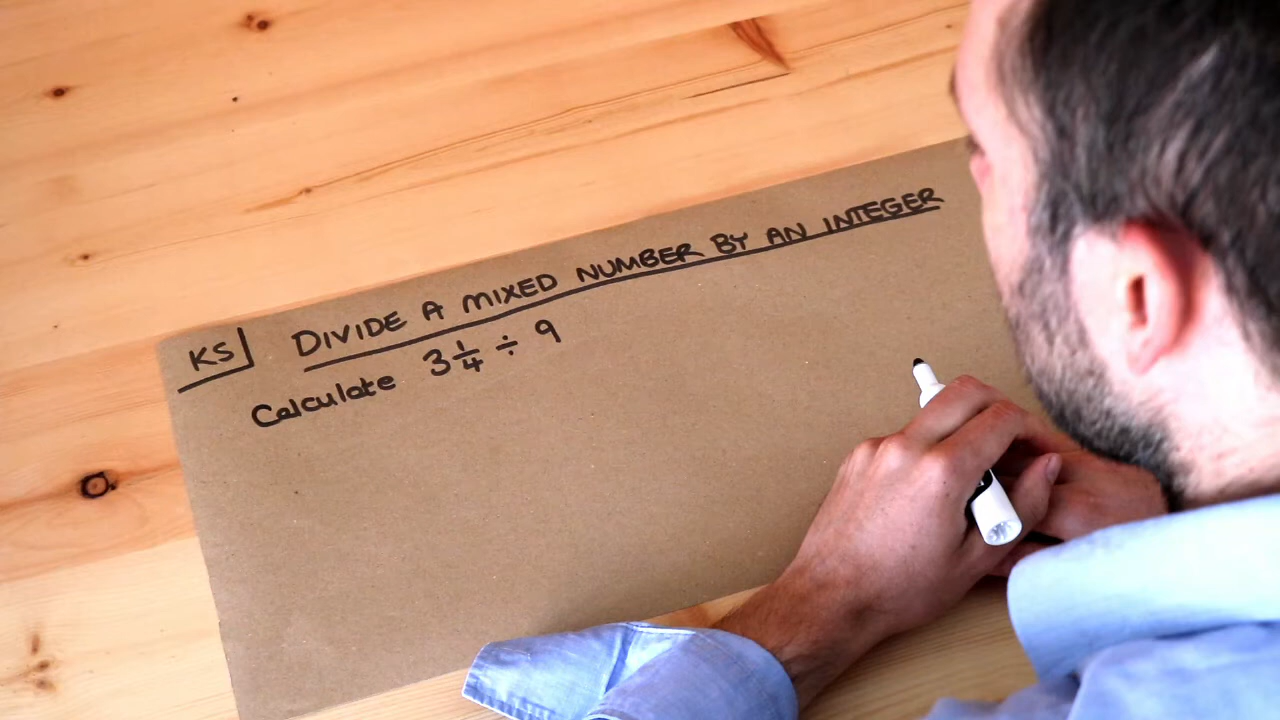 KS
DIVIDE A MIXED NUMBER BY AN INTEGER
Calculate 3 1/4 ÷ 9